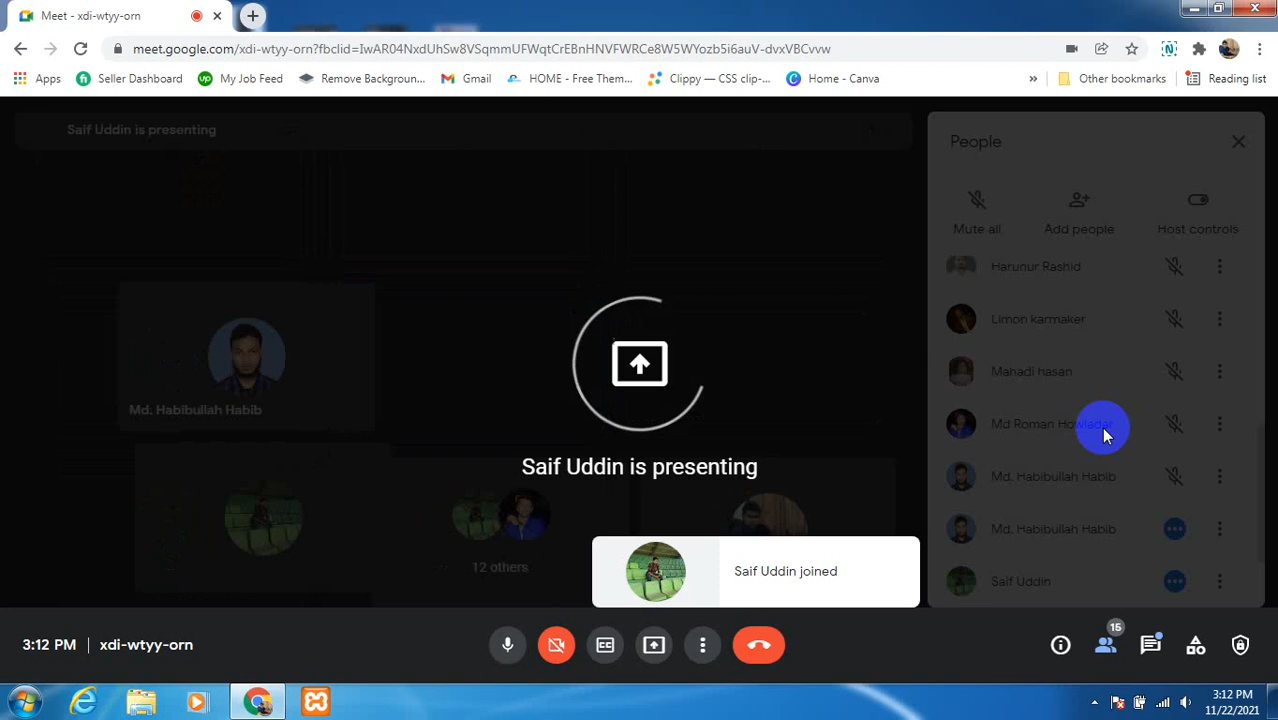 Meet - xdi-wtyy-orn
meet.google.com/xdi-wtyy-orn?fbclid=IwAR04NxdUhSw8VSqmmUFWqtCrEBnHNVFWRCe8W5WYozb5i6auV-dvxVBCvvw
Apps Seller Dashboard My Job Feed Remove Backgroun... Gmail HOME - Free Them... Clippy — CSS clip-... Home - Canva » Other bookmarks Reading list
Saif Uddin is presenting
People
Mute all Add people Host controls
Harunur Rashid
Limon karmaker
Mahadi hasan
Md Roman Howladar
Md. Habibullah Habib
Md. Habibullah Habib
Saif Uddin
Md. Habibullah Habib
Saif Uddin is presenting
12 others
Saif Uddin joined
3:12 PM | xdi-wtyy-orn
CC
15
3:12 PM
11/22/2021